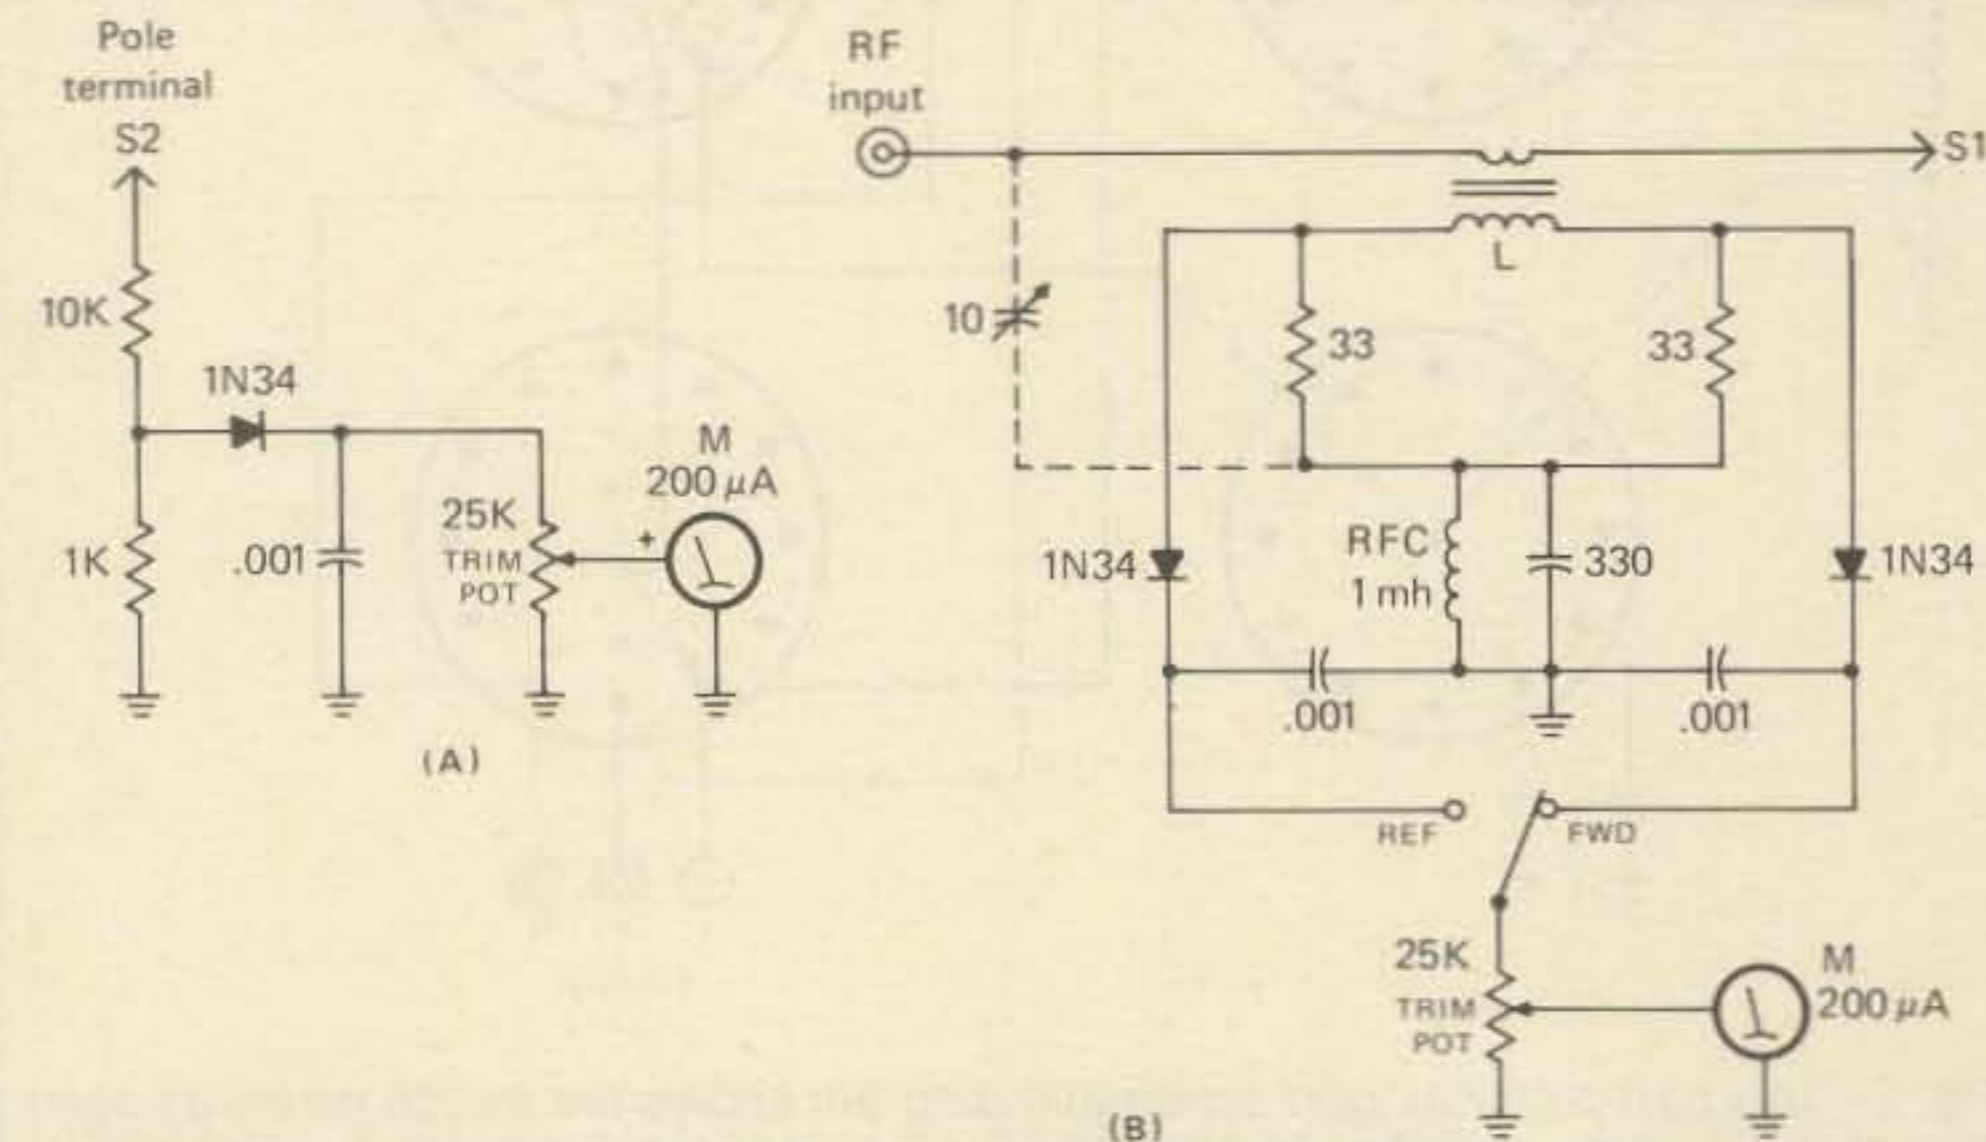 Pole
terminal
S2
10K
1N34
1K
.001
25K
TRIM
POT
+
M
200 μA
(A)
RF
input
S1
L
10
33
33
1N34
RFC
1 mh
330
1N34
.001
.001
REF
FWD
25K
TRIM
POT
M
200 μA
(B)